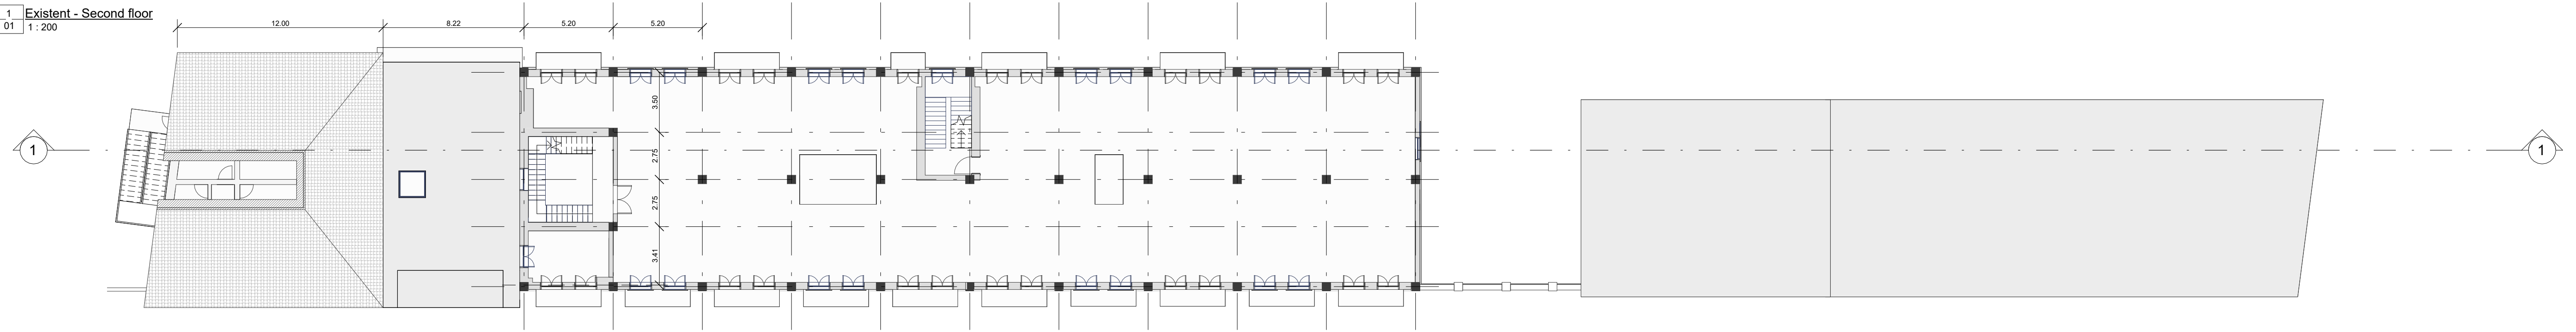 1 Existent - Second floor
01 1 : 200
12.00 8.22 5.20 5.20
3.50
2.75
2.75
3.41
1
1